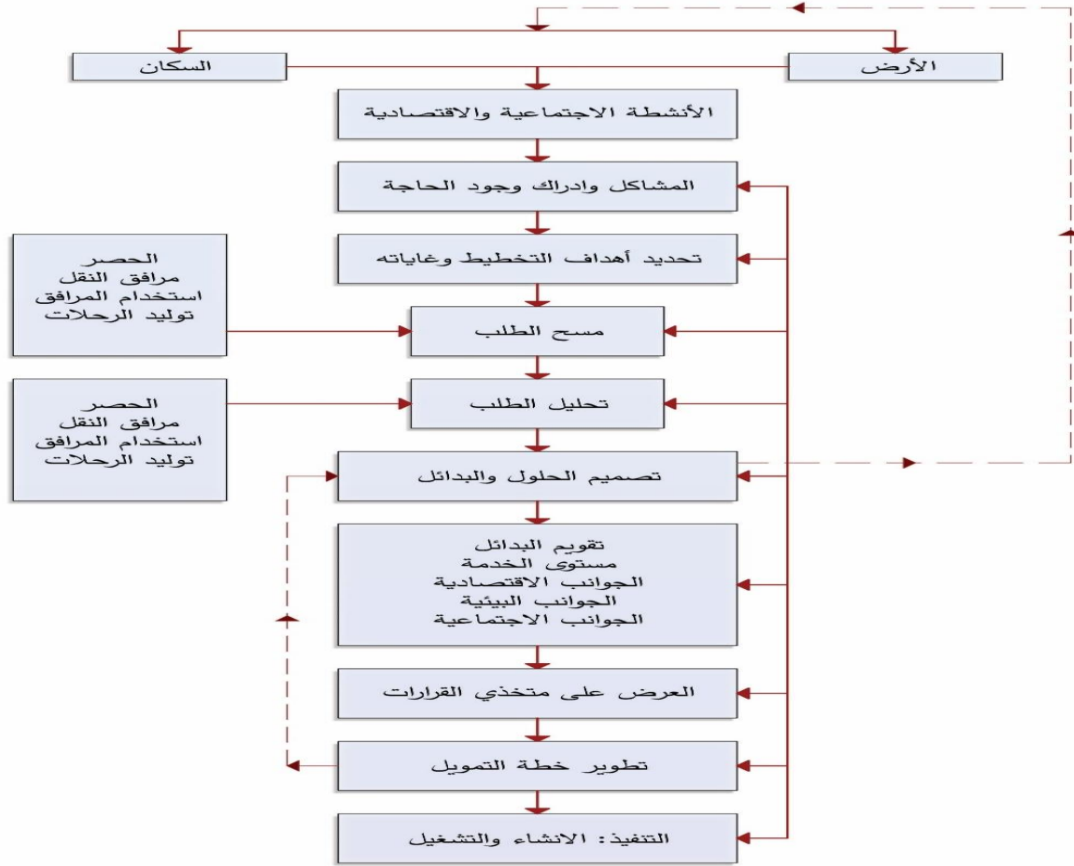 الأرض
السكان
الأنشطة الاجتماعية والاقتصادية
المشاكل وادراك وجود الحاجة
تحديد أهداف التخطيط وغاياته
الحصر
مرافق النقل
استخدام المرافق
توليد الرحلات
مسح الطلب
الحصر
مرافق النقل
استخدام المرافق
توليد الرحلات
تحليل الطلب
تصميم الحلول والبدائل
تقويم البدائل
مستوى الخدمة
الجوانب الاقتصادية
الجوانب البيئية
الجوانب الاجتماعية
العرض على متخذي القرارات
تطوير خطة التمويل
التنفيذ: الانشاء والتشغيل